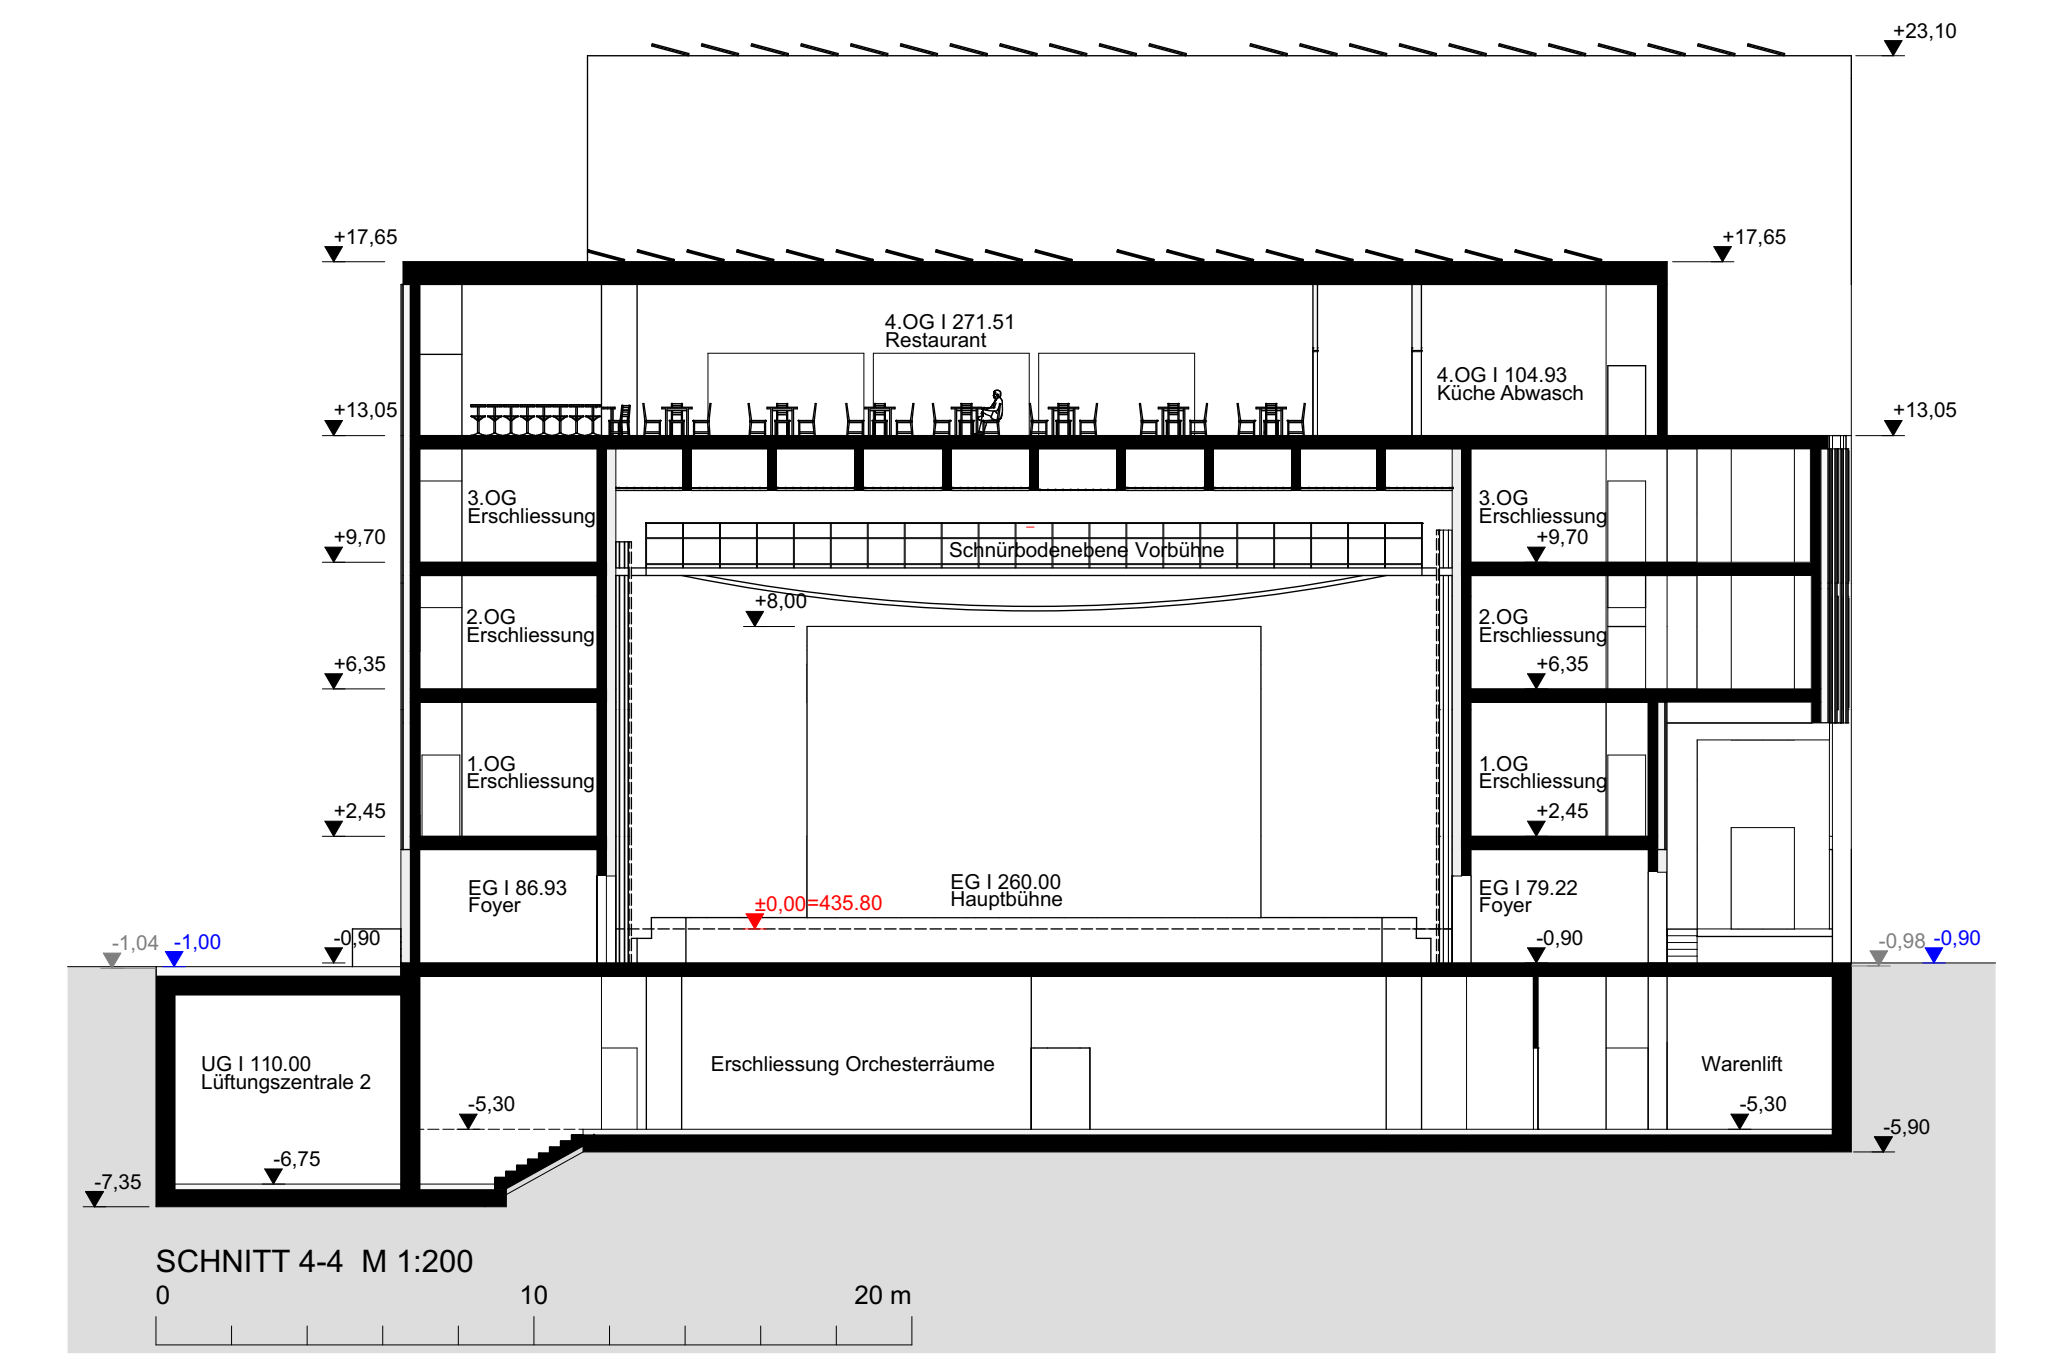 +23,10
+17,65
+17,65
4.OG I 271.51
Restaurant
4.OG I 104.93
Küche Abwasch
+13,05
+13,05
3.OG
Erschliessung
3.OG
Erschliessung
+9,70
+9,70
Schnürbodenebene Vorbühne
+8,00
2.OG
Erschliessung
2.OG
Erschliessung
+6,35
+6,35
1.OG
Erschliessung
1.OG
Erschliessung
+2,45
+2,45
EG I 86.93
Foyer
EG I 260.00
Hauptbühne
EG I 79.22
Foyer
±0,00=435.80
-1,04
-1,00
-0,90
-0,90
-0,98
-0,90
UG I 110.00
Lüftungszentrale 2
Erschliessung Orchesterräume
Warenlift
-5,30
-5,30
-5,90
-6,75
-7,35
SCHNITT 4-4 M 1:200
0 10 20 m